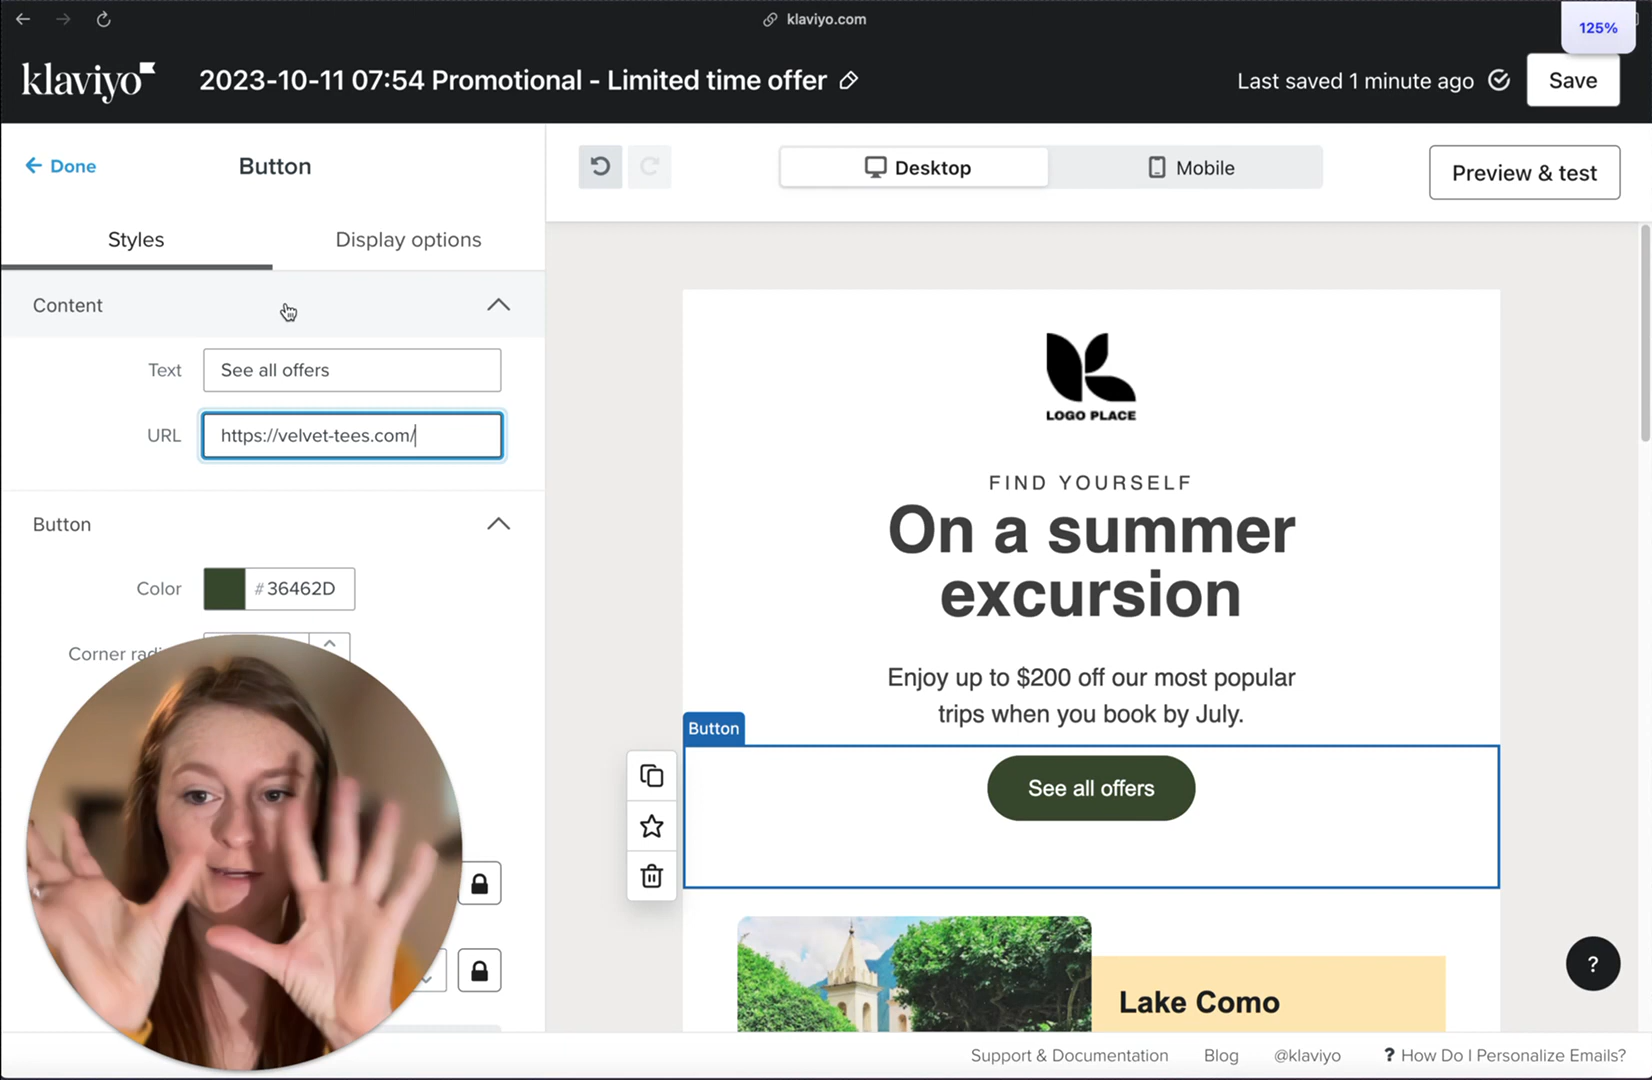 klaviyo.com
125%
klaviyo
2023-10-11 07:54 Promotional - Limited time offer
Last saved 1 minute ago
Save
Done
Button
Desktop
Mobile
Preview & test
Styles
Display options
Content
Text
See all offers
URL
https://velvet-tees.com/
Button
Color
#36462D
Corner
LOGO PLACE
FIND YOURSELF
On a summer
excursion
Enjoy up to $200 off our most popular
trips when you book by July.
Button
See all offers
Lake Como
?
Support & Documentation
Blog
@klaviyo
? How Do I Personalize Emails?